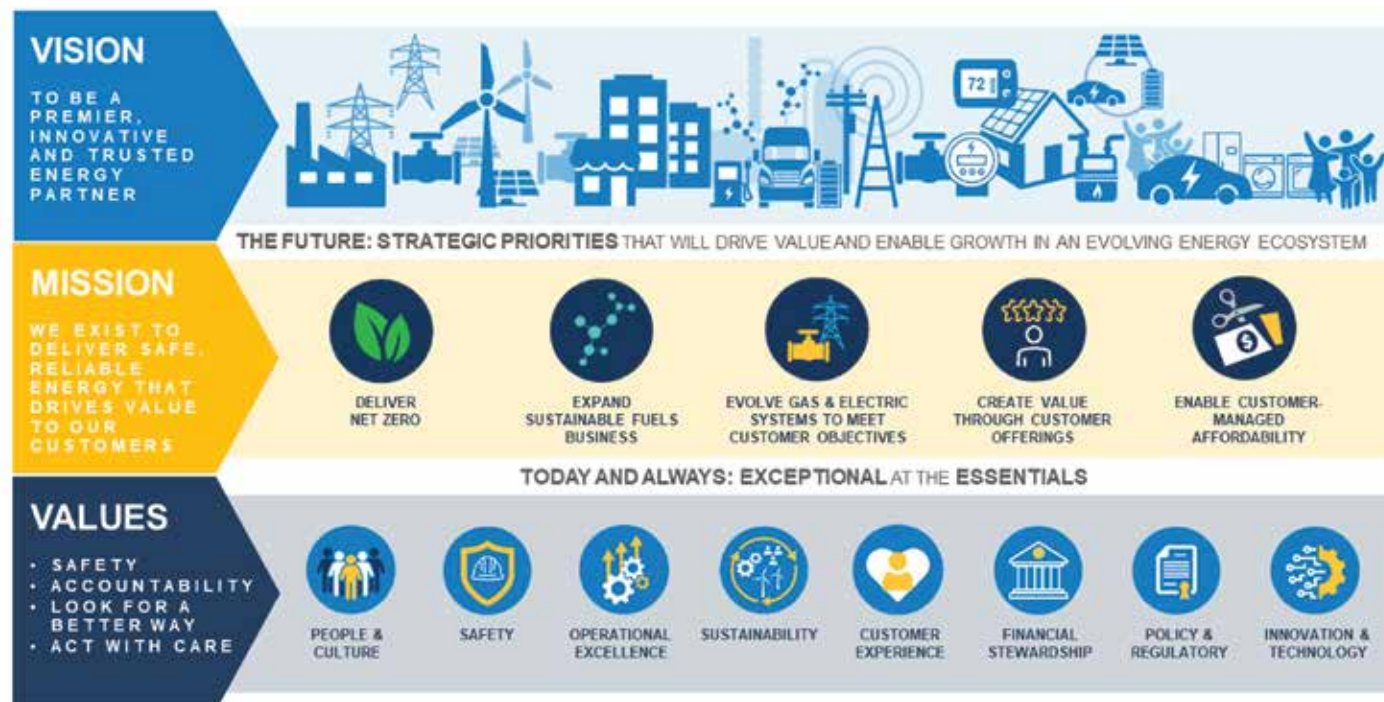 VISION
TO BE A
PREMIER,
INNOVATIVE
AND TRUSTED
ENERGY
PARTNER
72
THE FUTURE: STRATEGIC PRIORITIES THAT WILL DRIVE VALUE AND ENABLE GROWTH IN AN EVOLVING ENERGY ECOSYSTEM
MISSION
WE EXIST TO
DELIVER SAFE,
RELIABLE
ENERGY THAT
DRIVES VALUE
TO OUR
CUSTOMERS
DELIVER
NET ZERO
EXPAND
SUSTAINABLE FUELS
BUSINESS
EVOLVE GAS & ELECTRIC
SYSTEMS TO MEET
CUSTOMER OBJECTIVES
CREATE VALUE
THROUGH CUSTOMER
OFFERINGS
$
ENABLE CUSTOMER-
MANAGED
AFFORDABILITY
TODAY AND ALWAYS: EXCEPTIONAL AT THE ESSENTIALS
VALUES
• SAFETY
• ACCOUNTABILITY
• LOOK FOR A
BETTER WAY
• ACT WITH CARE
PEOPLE &
CULTURE
SAFETY
OPERATIONAL
EXCELLENCE
SUSTAINABILITY
CUSTOMER
EXPERIENCE
FINANCIAL
STEWARDSHIP
POLICY &
REGULATORY
INNOVATION &
TECHNOLOGY